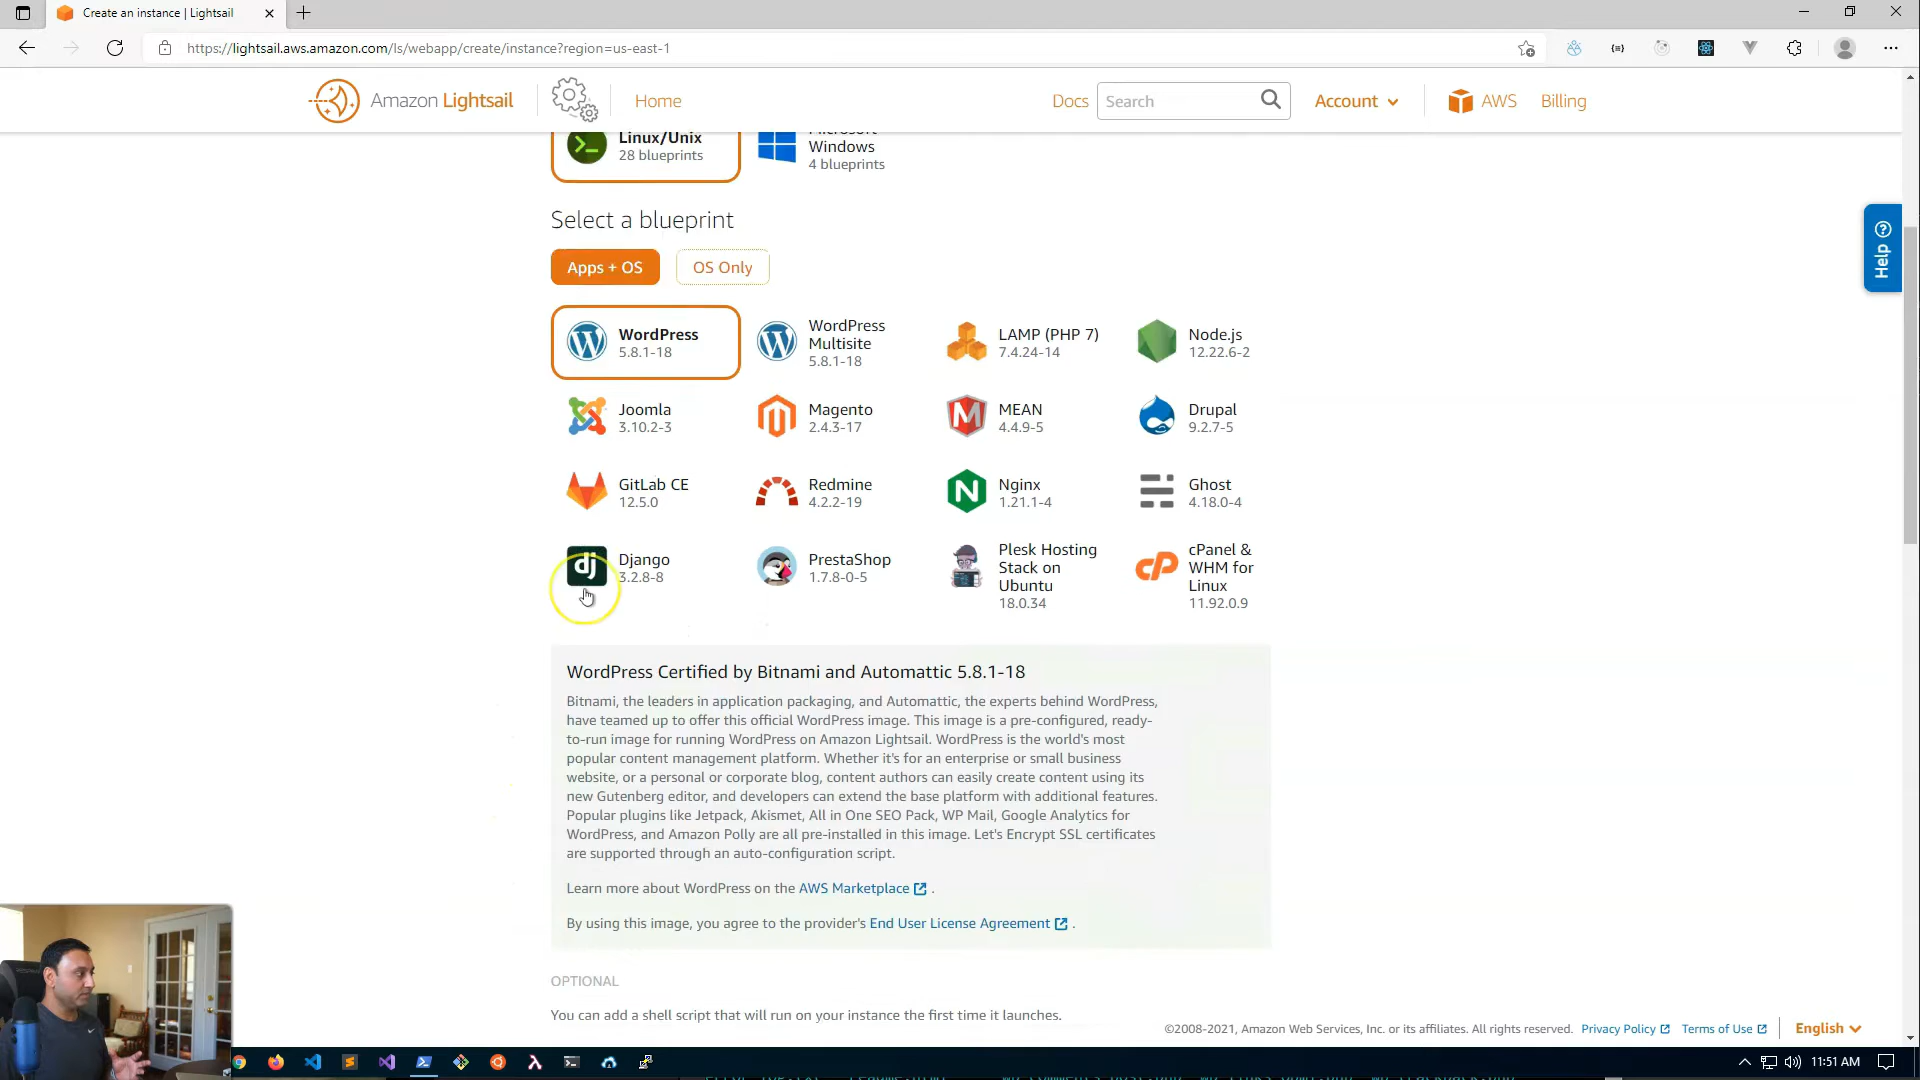 Create an instance | Lightsail
https://lightsail.aws.amazon.com/ls/webapp/create/instance?region=us-east-1
Amazon Lightsail
Home
Docs
Search
Account
AWS
Billing
Linux/Unix
28 blueprints
Microsoft
Windows
4 blueprints
Help
Select a blueprint
Apps + OS
OS Only
WordPress
5.8.1-18
WordPress
Multisite
5.8.1-18
LAMP (PHP 7)
7.4.24-14
Node.js
12.22.6-2
Joomla
3.10.2-3
Magento
2.4.3-17
MEAN
4.4.9-5
Drupal
9.2.7-5
GitLab CE
12.5.0
Redmine
4.2.2-19
Nginx
1.21.1-4
Ghost
4.18.0-4
dj
Django
3.2.8-8
PrestaShop
1.7.8-0-5
Plesk Hosting
Stack on
Ubuntu
18.0.34
cP
cPanel &
WHM for
Linux
11.92.0.9
WordPress Certified by Bitnami and Automattic 5.8.1-18
Bitnami, the leaders in application packaging, and Automattic, the experts behind WordPress,
have teamed up to offer this official WordPress image. This image is a pre-configured, ready-
to-run image for running WordPress on Amazon Lightsail. WordPress is the world's most
popular content management platform. Whether it's for an enterprise or small business
website, or a personal or corporate blog, content authors can easily create content using its
new Gutenberg editor, and developers can extend the base platform with additional features.
Popular plugins like Jetpack, Akismet, All in One SEO Pack, WP Mail, Google Analytics for
WordPress, and Amazon Polly are all pre-installed in this image. Let's Encrypt SSL certificates
are supported through an auto-configuration script.
Learn more about WordPress on the AWS Marketplace .
By using this image, you agree to the provider's End User License Agreement .
OPTIONAL
You can add a shell script that will run on your instance the first time it launches.
©2008-2021, Amazon Web Services, Inc. or its affiliates. All rights reserved.
Privacy Policy
Terms of Use
English
11:51 AM